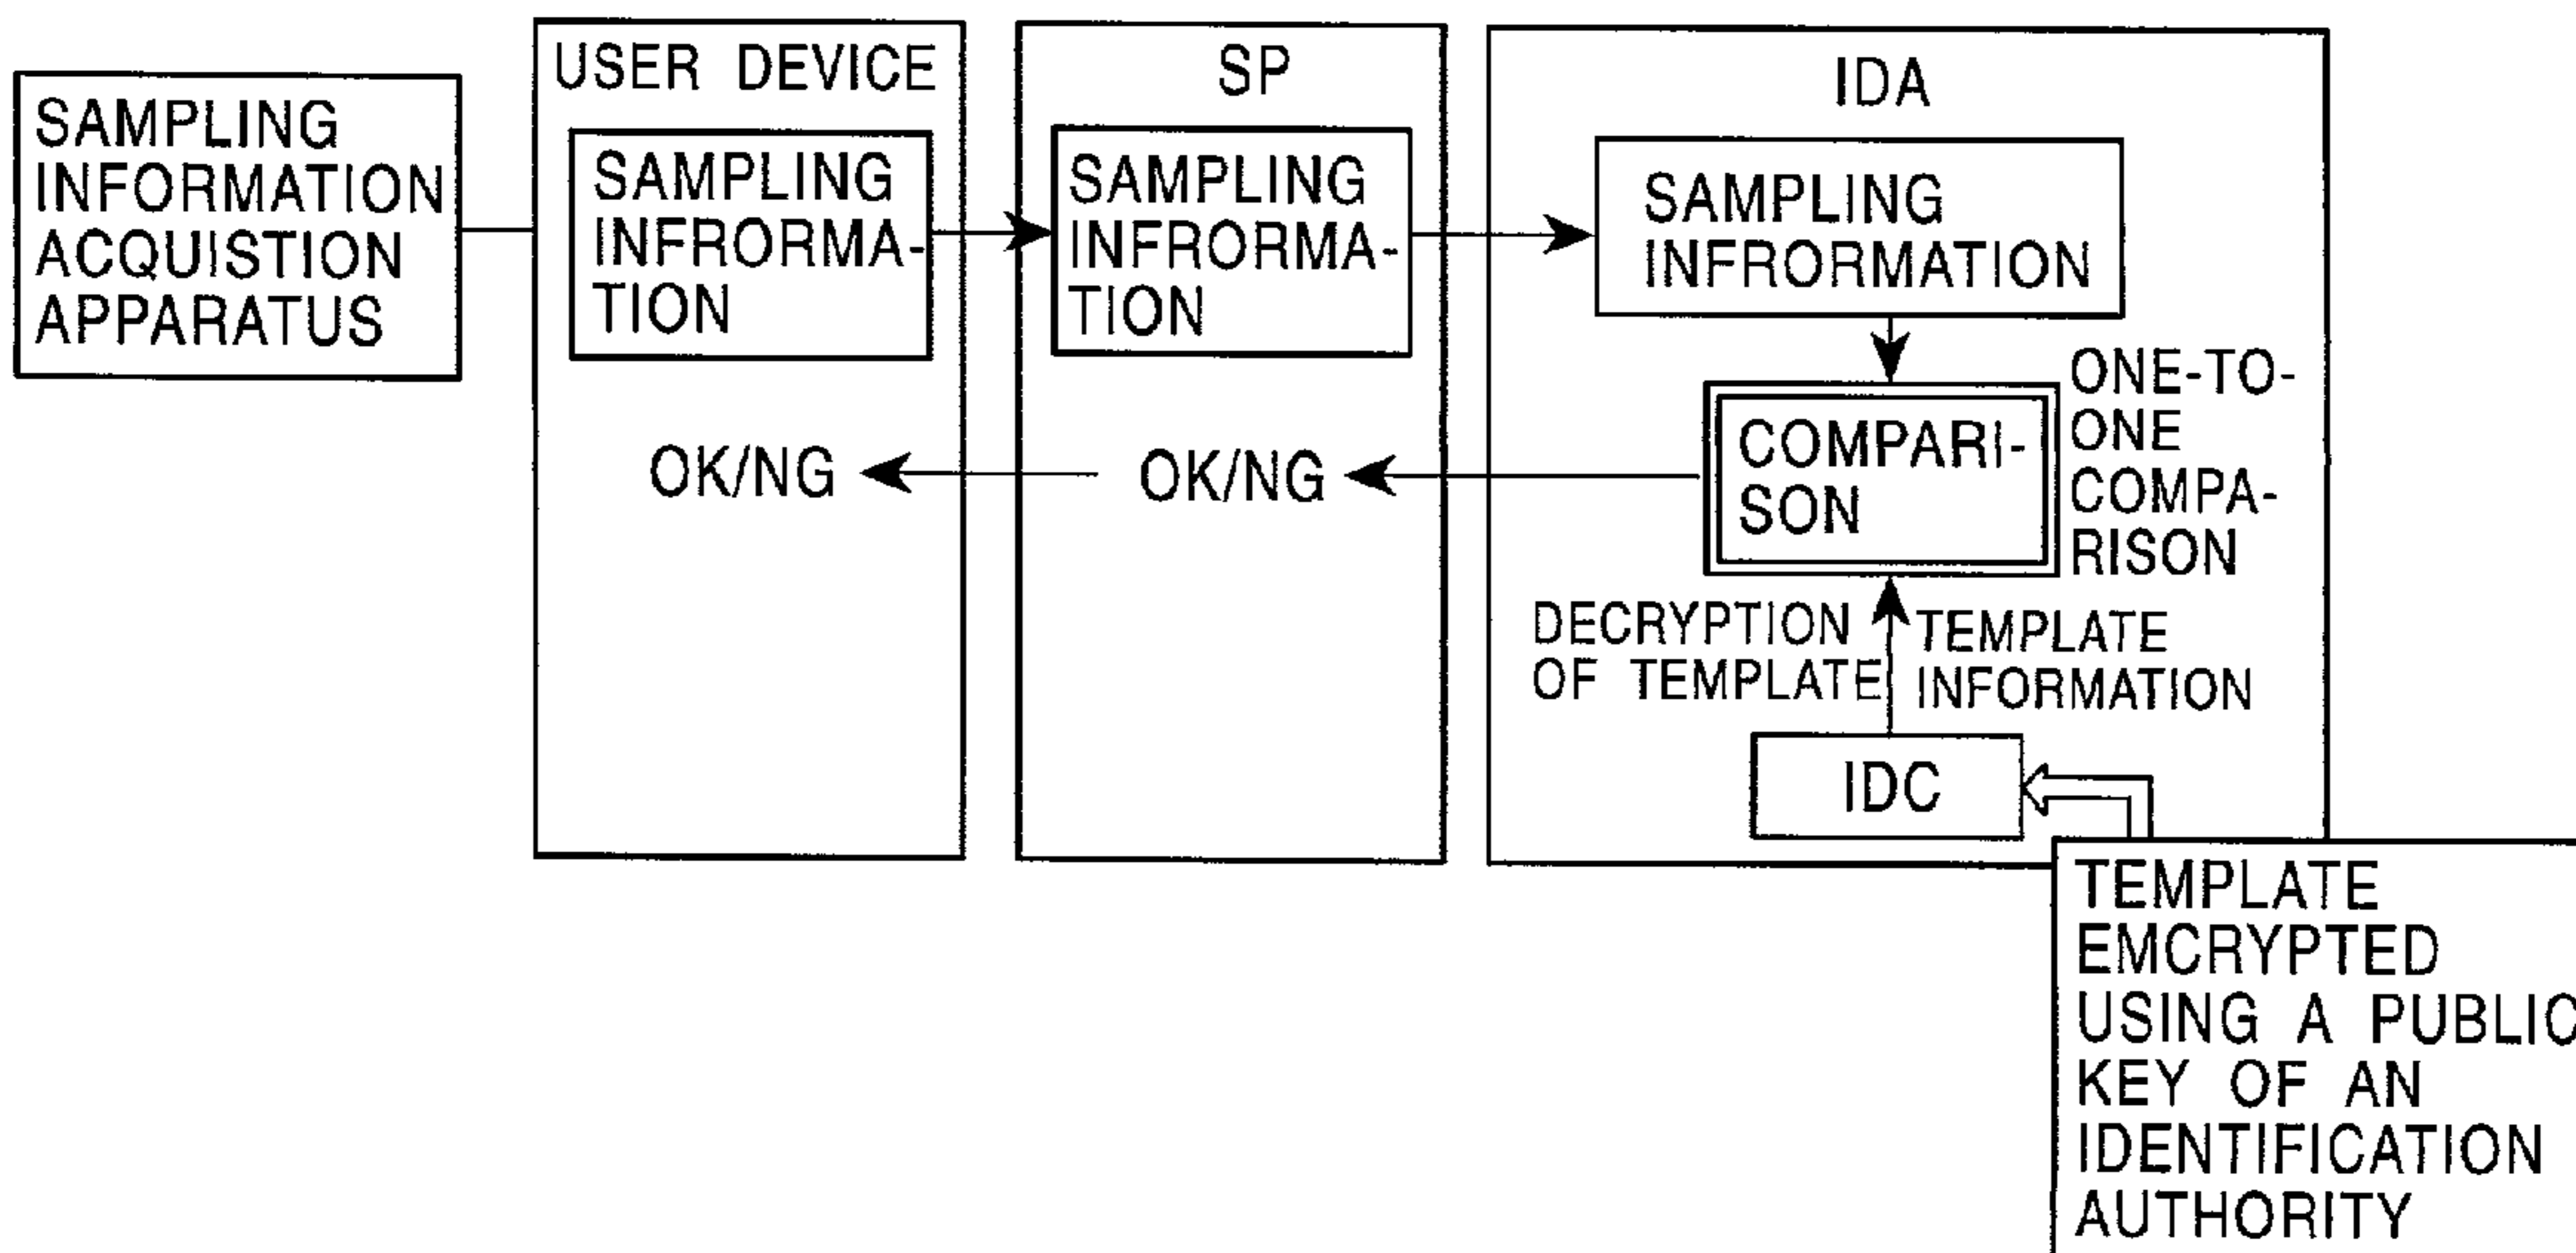 SAMPLING
INFORMATION
ACQUISTION
APPARATUS
USER DEVICE
SAMPLING
INFRORMA-
TION
OK/NG
SP
SAMPLING
INFRORMA-
TION
OK/NG
IDA
SAMPLING
INFRORMATION
COMPARI-
SON
ONE-TO-
ONE
COMPA-
RISON
DECRYPTION
OF TEMPLATE
TEMPLATE
INFORMATION
IDC
TEMPLATE
EMCRYPTED
USING A PUBLIC
KEY OF AN
IDENTIFICATION
AUTHORITY